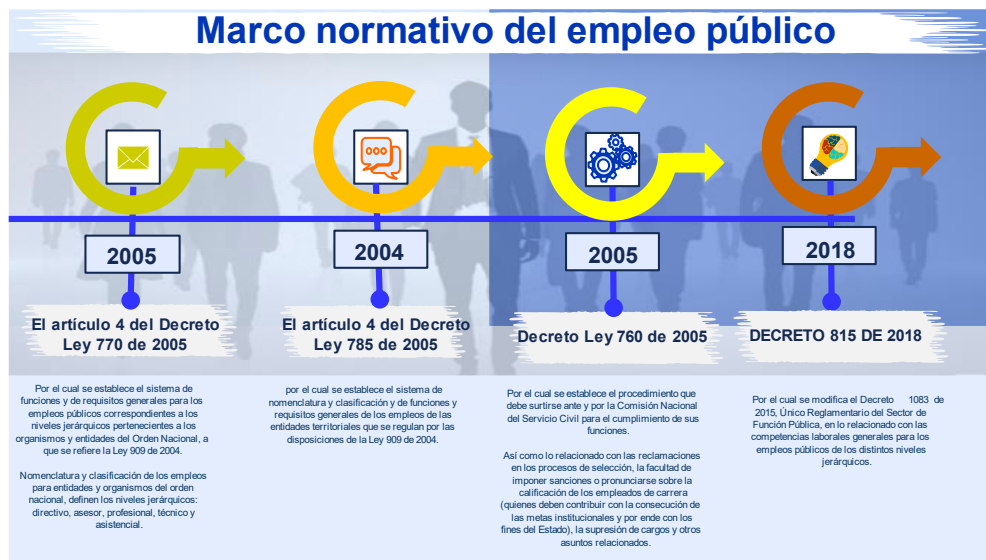 Marco normativo del empleo público
2005
El artículo 4 del Decreto
Ley 770 de 2005
Por el cual se establece el sistema de
funciones y de requisitos generales para los
empleos públicos correspondientes a los
niveles jerárquicos pertenecientes a los
organismos y entidades del Orden Nacional, a
que se refiere la Ley 909 de 2004.
Nomenclatura y clasificación de los empleos
para entidades y organismos del orden
nacional, definen los niveles jerárquicos:
directivo, asesor, profesional, técnico y
asistencial.
2004
El artículo 4 del Decreto
Ley 785 de 2005
por el cual se establece el sistema de
nomenclatura y clasificación y de funciones y
requisitos generales de los empleos de las
entidades territoriales que se regulan por las
disposiciones de la Ley 909 de 2004.
2005
Decreto Ley 760 de 2005
Por el cual se establece el procedimiento que
debe surtirse ante y por la Comisión Nacional
del Servicio Civil para el cumplimiento de sus
funciones.
Así como lo relacionado con las reclamaciones
en los procesos de selección, la facultad de
imponer sanciones o pronunciarse sobre la
calificación de los empleados de carrera
(quienes deben contribuir con la consecución de
las metas institucionales y por ende con los
fines del Estado), la supresión de cargos y otros
asuntos relacionados.
2018
DECRETO 815 DE 2018
Por el cual se modifica el Decreto 1083 de
2015, Único Reglamentario del Sector de
Función Pública, en lo relacionado con las
competencias laborales generales para los
empleos públicos de los distintos niveles
jerárquicos.